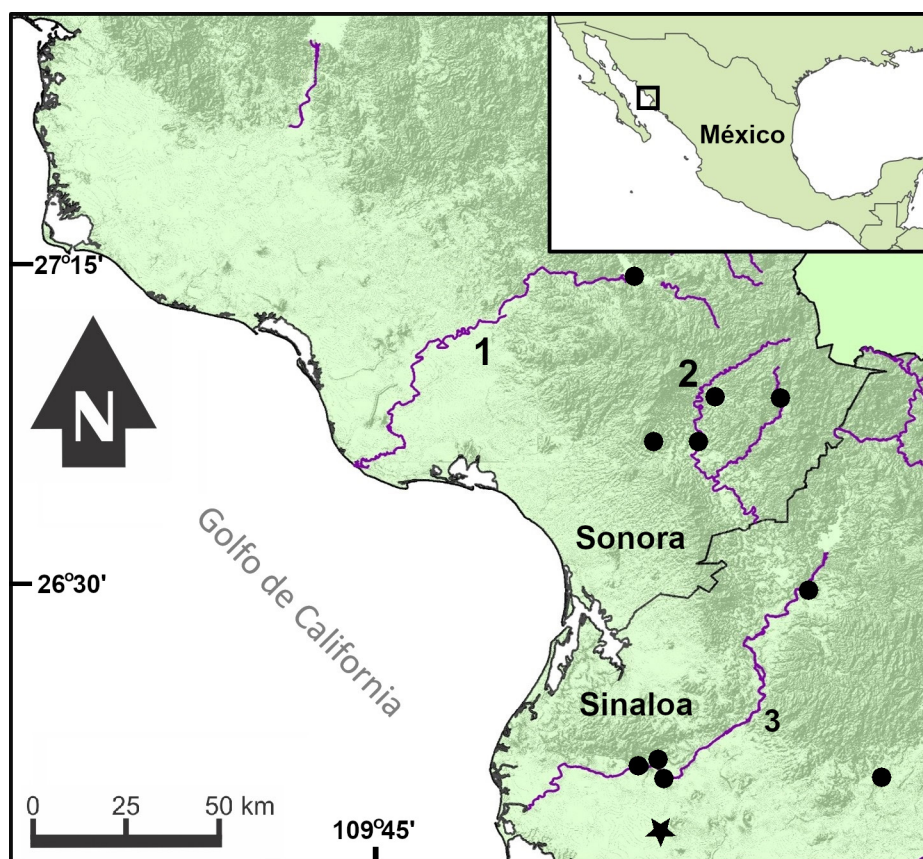 México
27°15'
1
2
N
Golfo de California
Sonora
26°30'
Sinaloa
3
0 25 50 km
109°45'